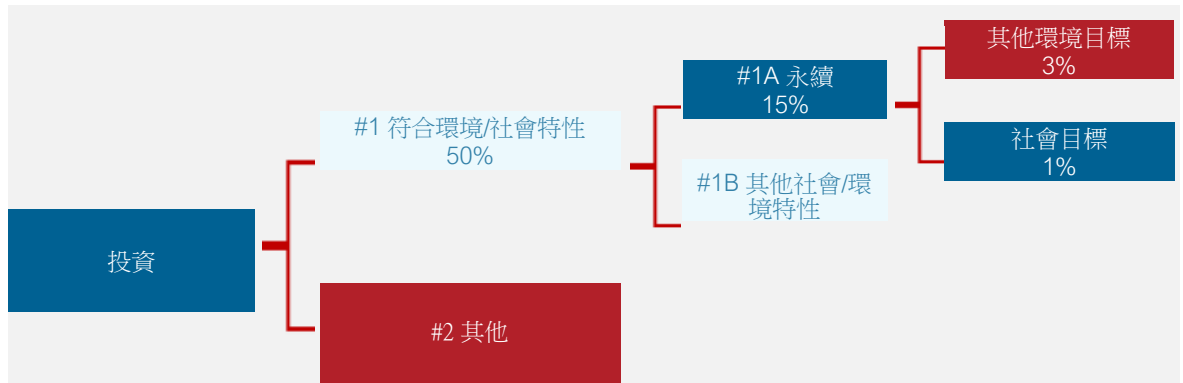 投資
#1 符合環境/社會特性
50%
#2 其他
#1A 永續
15%
#1B 其他社會/環
境特性
其他環境目標
3%
社會目標
1%